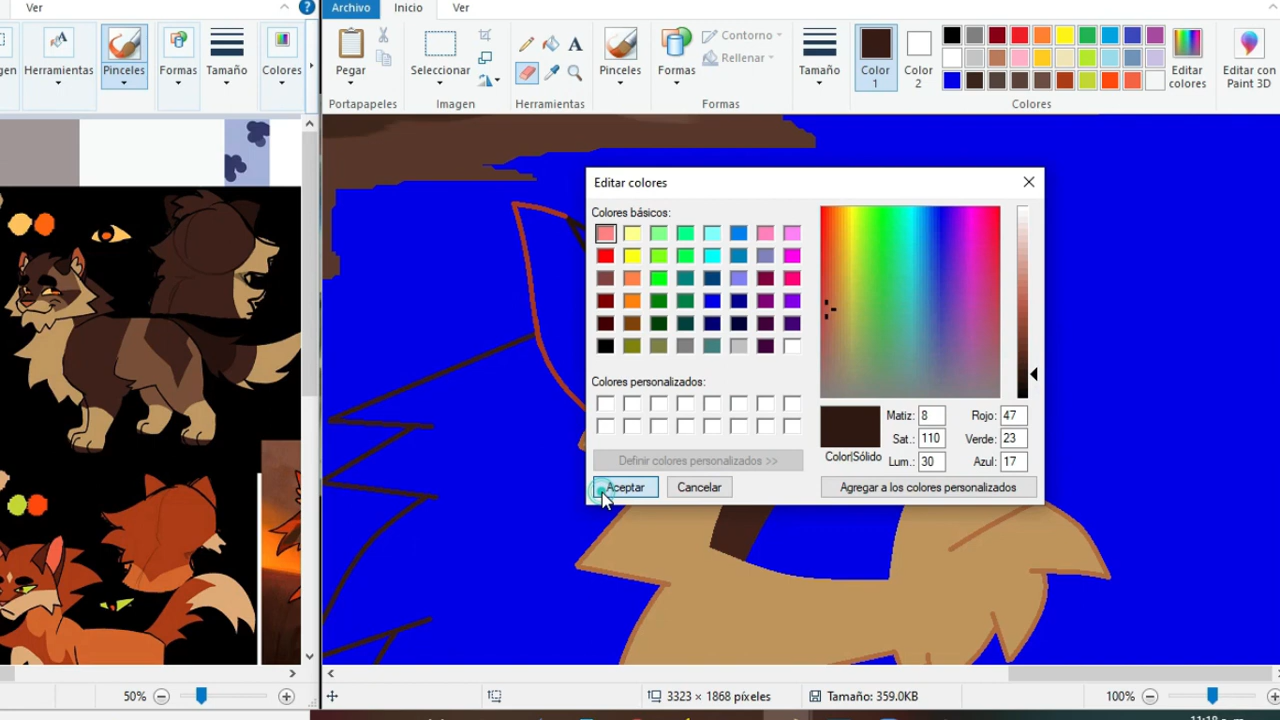 Ver
Archivo Inicio Ver
Herramientas Pinceles Formas Tamaño Colores
Pegar Seleccionar Pinceles Formas Contorno Rellenar Tamaño Color 1 Color 2 Editar colores Editar con Paint 3D
Portapapeles Imagen Herramientas Formas Colores
Editar colores
Colores básicos:
Colores personalizados:
Matiz: 8 Rojo: 47
Sat.: 110 Verde: 23
Color|Sólido Lum.: 30 Azul: 17
Definir colores personalizados >>
Aceptar Cancelar Agregar a los colores personalizados
50% 3323 × 1868 píxeles Tamaño: 359.0KB 100%